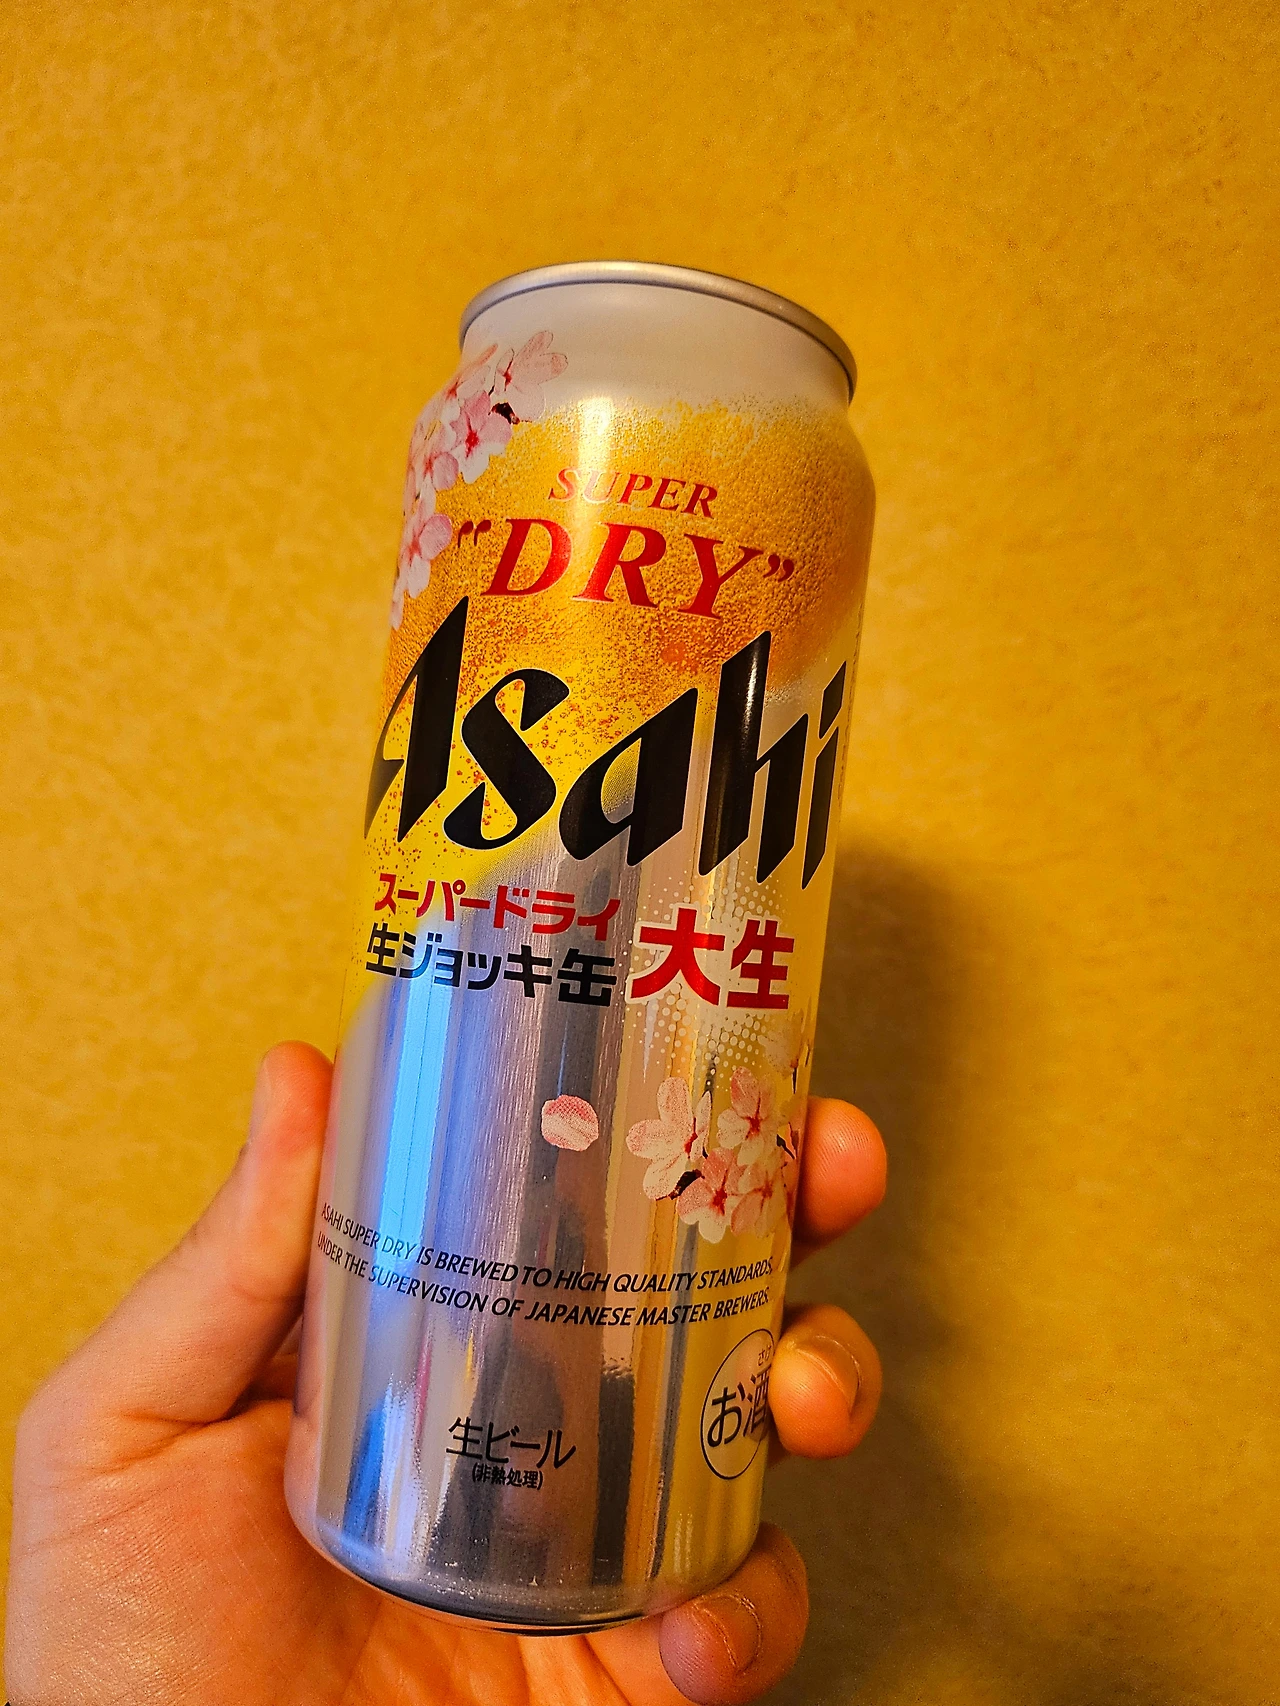 SUPER
“DRY”
Asahi
スーパードライ
生ジョッキ缶 大生
ASAHI SUPER DRY IS BREWED TO HIGH QUALITY STANDARDS,
UNDER THE SUPERVISION OF JAPANESE MASTER BREWERS.
お酒
生ビール
(非熱処理)